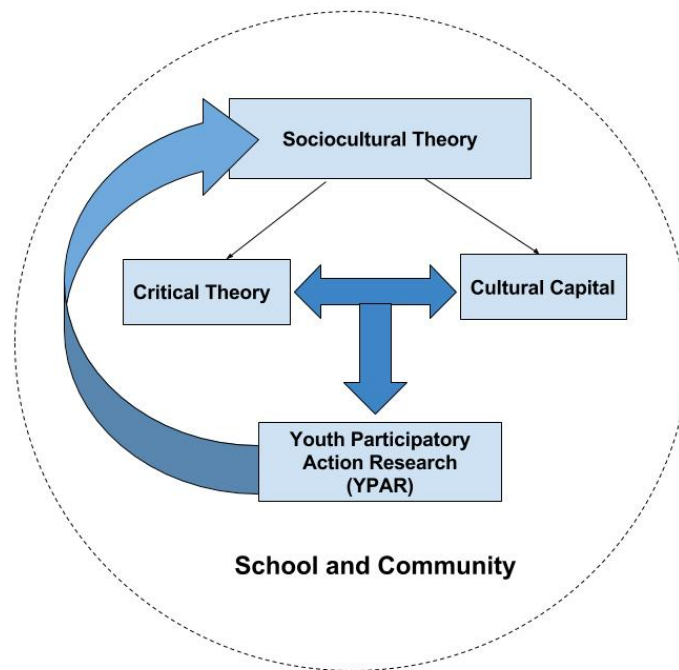 Sociocultural Theory
Critical Theory
Cultural Capital
Youth Participatory
Action Research
(YPAR)
School and Community